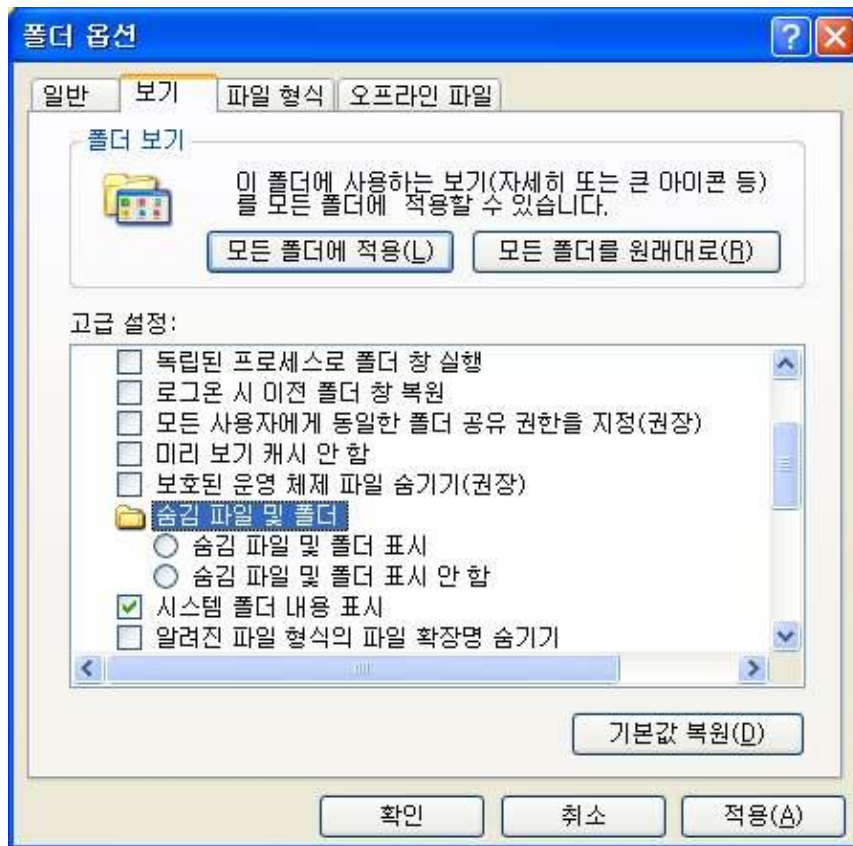 폴더 옵션
일반
보기
파일 형식
오프라인 파일
폴더 보기
이 폴더에 사용하는 보기(자세히 또는 큰 아이콘 등)
를 모든 폴더에 적용할 수 있습니다.
모든 폴더에 적용(L)
모든 폴더를 원래대로(R)
고급 설정:
독립된 프로세스로 폴더 창 실행
로그온 시 이전 폴더 창 복원
모든 사용자에게 동일한 폴더 공유 권한을 지정(권장)
미리 보기 캐시 안 함
보호된 운영 체제 파일 숨기기(권장)
숨김 파일 및 폴더
숨김 파일 및 폴더 표시
숨김 파일 및 폴더 표시 안 함
시스템 폴더 내용 표시
알려진 파일 형식의 파일 확장명 숨기기
기본값 복원(D)
확인
취소
적용(A)